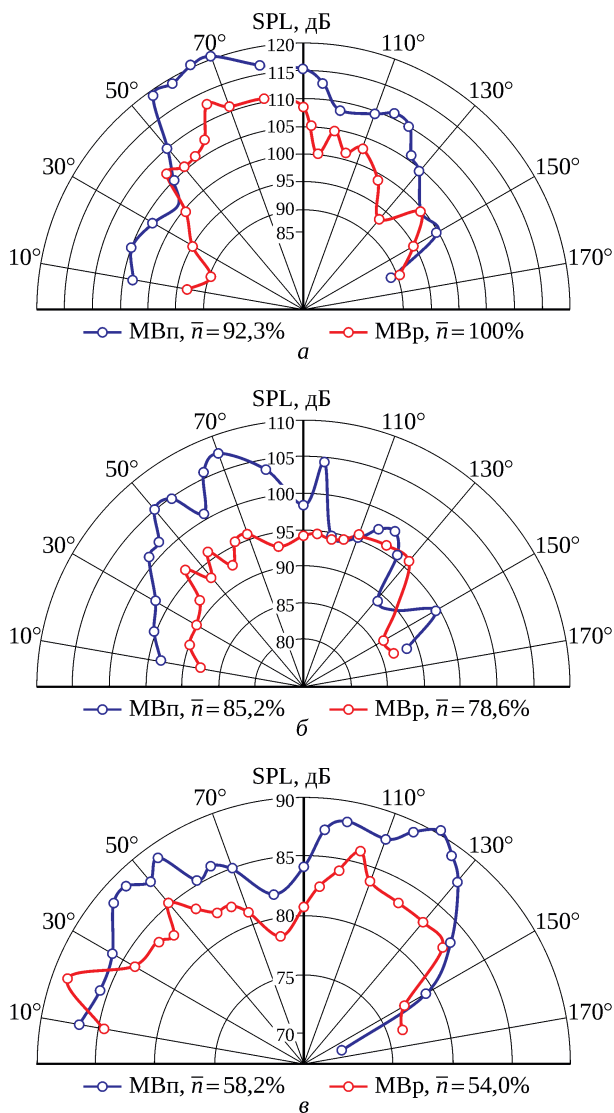 SPL, дБ
70° 120 110°
115
50° 110 130°
105
30° 100 150°
95
90
10° 85 170°
МВп, n̅=92,3% МВр, n̅=100%
а
SPL, дБ
70° 110 110°
105
50° 100 130°
95
30° 90 150°
85
10° 80 170°
МВп, n̅=85,2% МВр, n̅=78,6%
б
SPL, дБ
70° 90 110°
50° 85 130°
30° 80 150°
75
10° 70 170°
МВп, n̅=58,2% МВр, n̅=54,0%
в